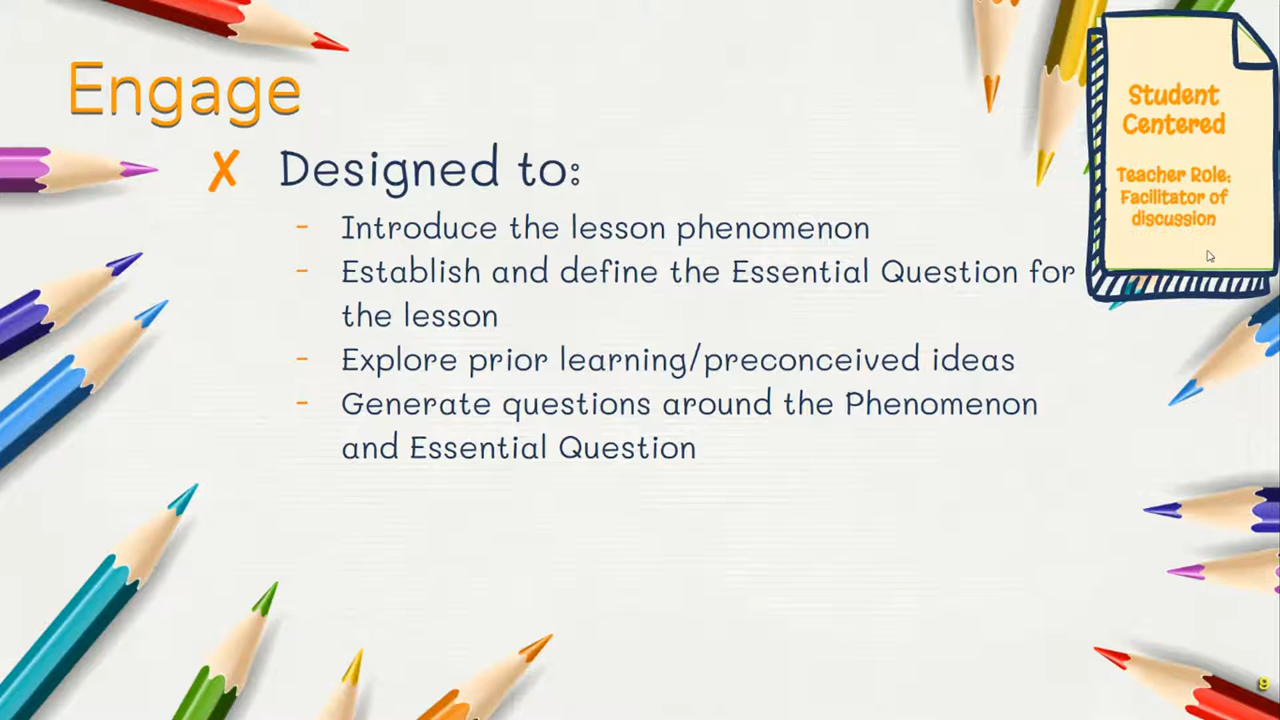 Engage
✗ Designed to:
- Introduce the lesson phenomenon
- Establish and define the Essential Question for
the lesson
- Explore prior learning/preconceived ideas
- Generate questions around the Phenomenon
and Essential Question
Student
Centered
Teacher Role:
Facilitator of
discussion
9